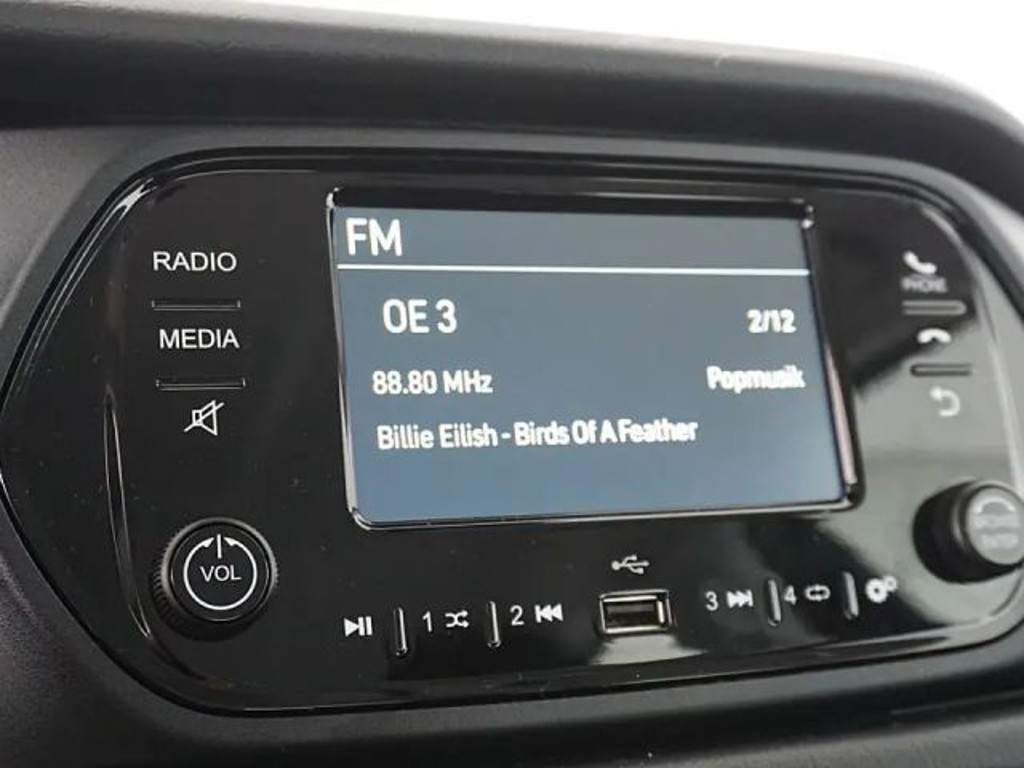 FM
RADIO
OE 3
2/12
MEDIA
88.80 MHz
Popmusik
Billie Eilish - Birds Of A Feather
PHONE
VOL
1
2
3
4